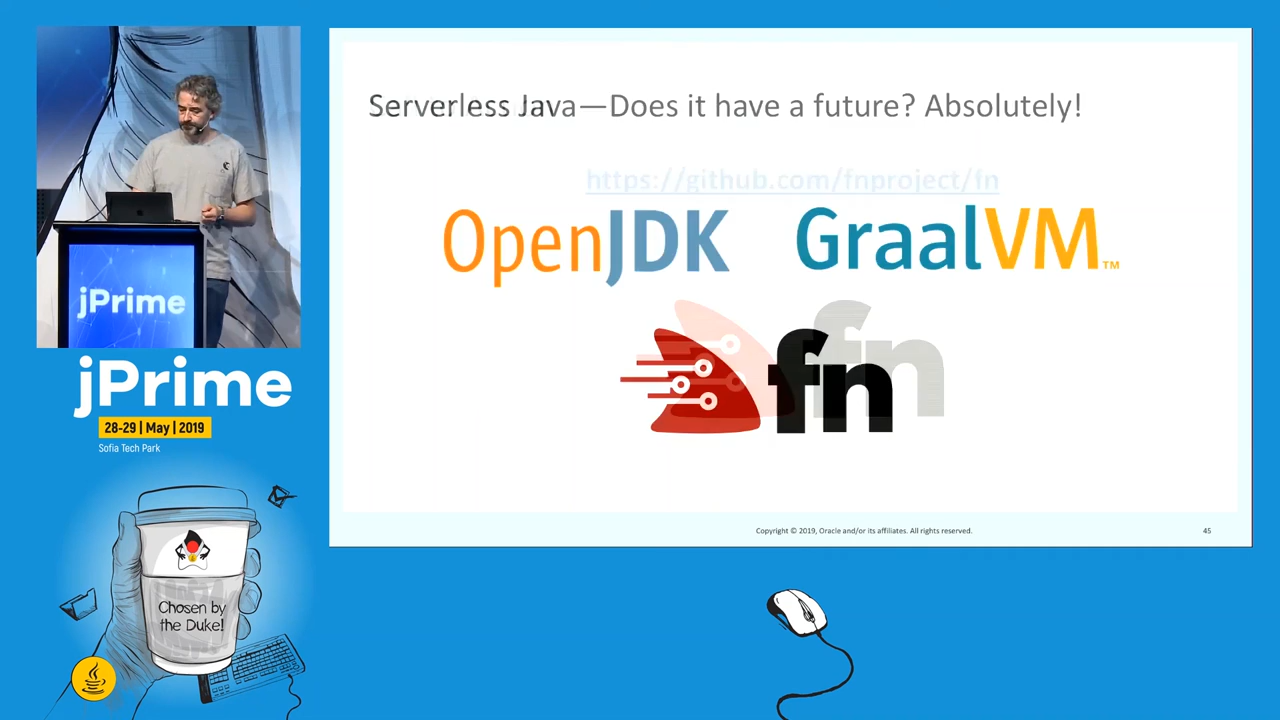 jPrime
jPrime
28-29 | May | 2019
Sofia Tech Park
Chosen by
the Duke!
Serverless Java—Does it have a future? Absolutely!
https://github.com/fnproject/fn
OpenJDK
GraalVM™
fn
fn
Copyright © 2019, Oracle and/or its affiliates. All rights reserved.
45